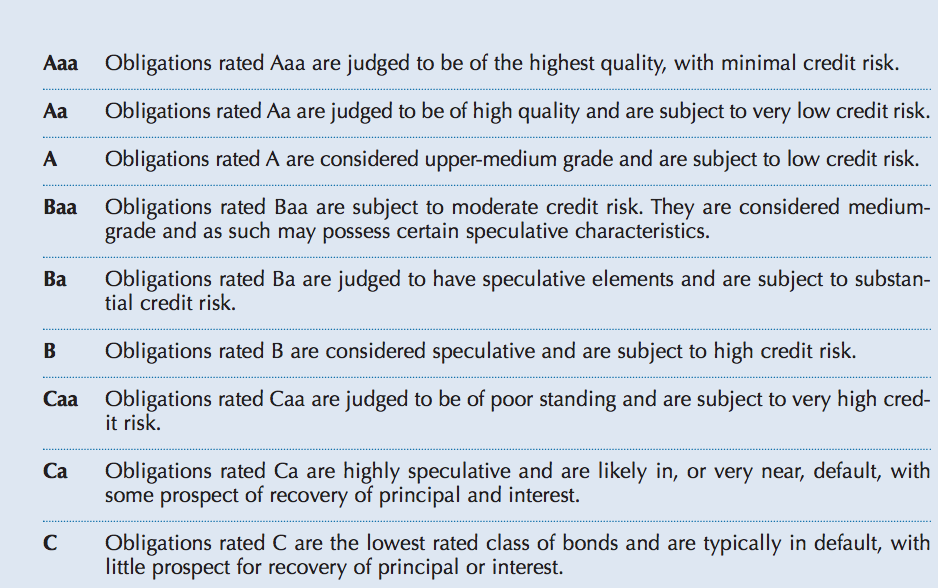 Aaa Obligations rated Aaa are judged to be of the highest quality, with minimal credit risk.
Aa Obligations rated Aa are judged to be of high quality and are subject to very low credit risk.
A Obligations rated A are considered upper-medium grade and are subject to low credit risk.
Baa Obligations rated Baa are subject to moderate credit risk. They are considered medium-
grade and as such may possess certain speculative characteristics.
Ba Obligations rated Ba are judged to have speculative elements and are subject to substan-
tial credit risk.
B Obligations rated B are considered speculative and are subject to high credit risk.
Caa Obligations rated Caa are judged to be of poor standing and are subject to very high cred-
it risk.
Ca Obligations rated Ca are highly speculative and are likely in, or very near, default, with
some prospect of recovery of principal and interest.
C Obligations rated C are the lowest rated class of bonds and are typically in default, with
little prospect for recovery of principal or interest.